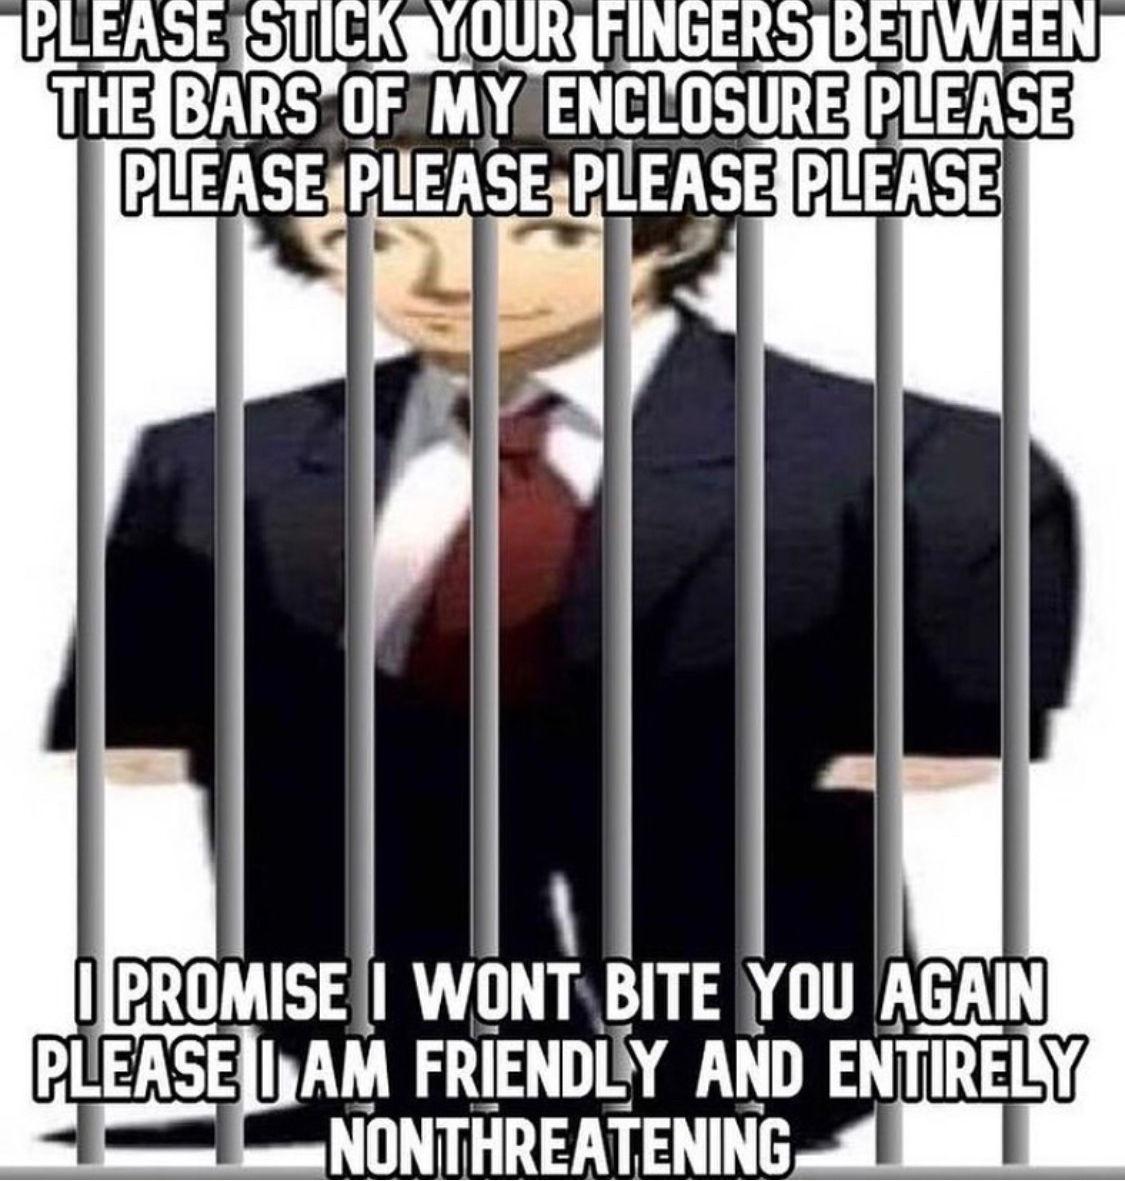 PLEASE STICK YOUR FINGERS BETWEEN
THE BARS OF MY ENCLOSURE PLEASE
PLEASE PLEASE PLEASE PLEASE
I PROMISE I WONT BITE YOU AGAIN
PLEASE I AM FRIENDLY AND ENTIRELY
NONTHREATENING